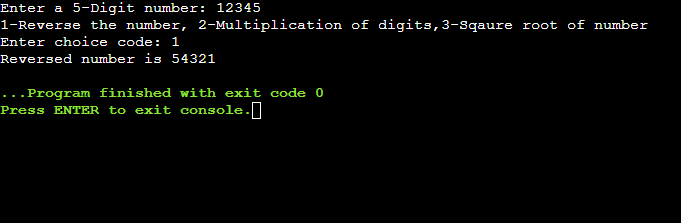 Enter a 5-Digit number: 12345
1-Reverse the number, 2-Multiplication of digits,3-Sqaure root of number
Enter choice code: 1
Reversed number is 54321
...Program finished with exit code 0
Press ENTER to exit console.